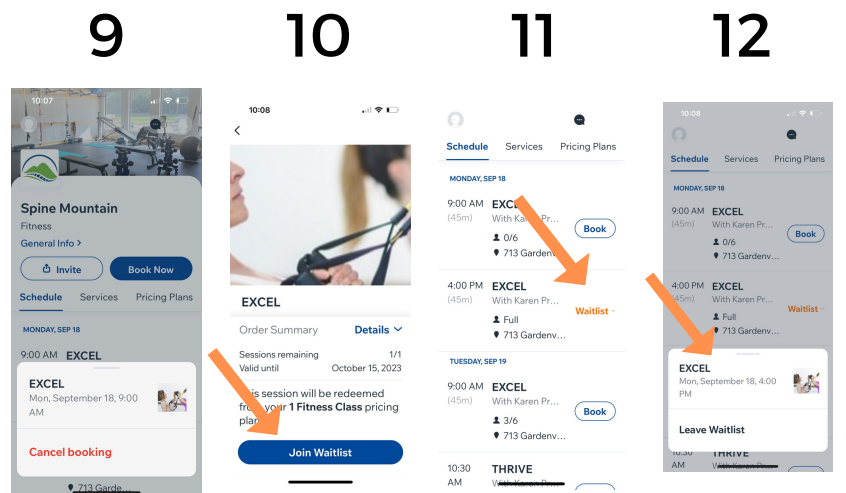 9
10:07
Spine Mountain
Fitness
General Info >
Invite
Book Now
Schedule Services Pricing Plans
MONDAY, SEP 18
9:00 AM EXCEL
EXCEL
Mon, September 18, 9:00
AM
Cancel booking
713 Garde...
10
10:08
EXCEL
Order Summary Details
Sessions remaining 1/1
Valid until October 15, 2023
session will be redeemed
your 1 Fitness Class pricing
Join Waitlist
11
Schedule Services Pricing Plans
MONDAY, SEP 18
9:00 AM EXCEL
(45m) With Pr...
Book
0/6
713
4:00 PM EXCEL
(45m) With Karen Pr...
Waitlist
Full
713 Gardenv...
TUESDAY, SEP 19
9:00 AM EXCEL
(45m) With Karen Pr...
Book
3/6
713 Gardenv...
10:30 THRIVE
AM With Karen Pr...
12
10:08
Schedule Services Pricing Plans
MONDAY, SEP 18
9:00 AM EXCEL
(45m) With Karen Pr...
Book
0/6
713 Gardenv...
4:00 PM EXCEL
(45m) With Karen Pr...
Waitlist
Full
713 Gardenv...
EXCEL
Mon, September 18, 4:00
PM
Leave Waitlist
10:30 THRIVE
AM With Karen Pr...